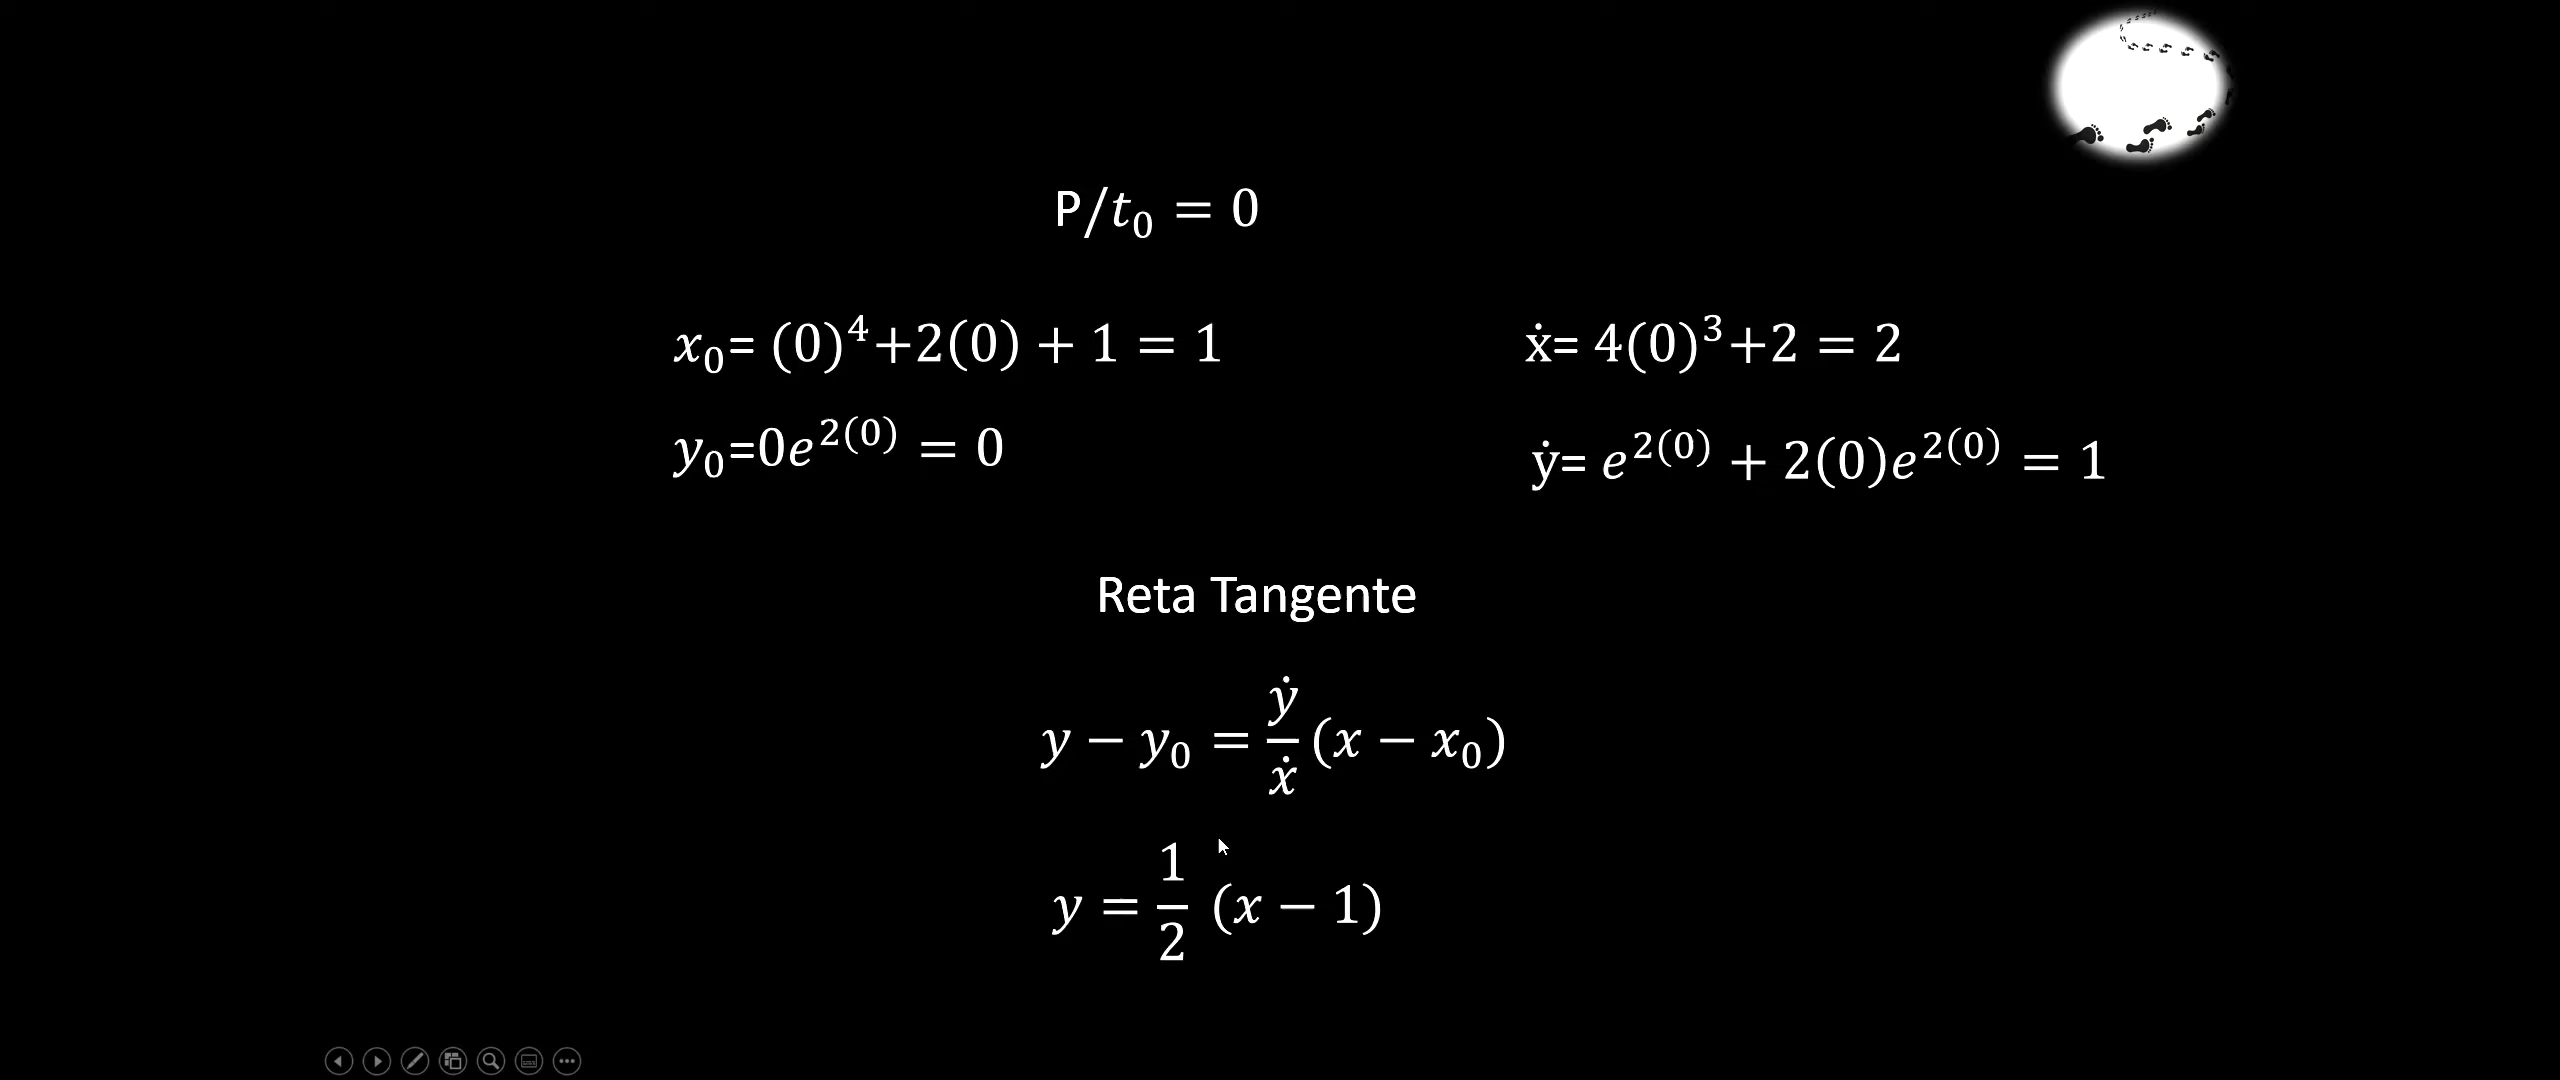 P/t₀ = 0
x₀= (0)⁴+2(0) + 1 = 1
ẋ= 4(0)³+2 = 2
y₀=0e²⁽⁰⁾ = 0
ẏ= e²⁽⁰⁾ + 2(0)e²⁽⁰⁾ = 1
Reta Tangente
y − y₀ = ẏ/ẋ (x − x₀)
y = 1/2 (x − 1)